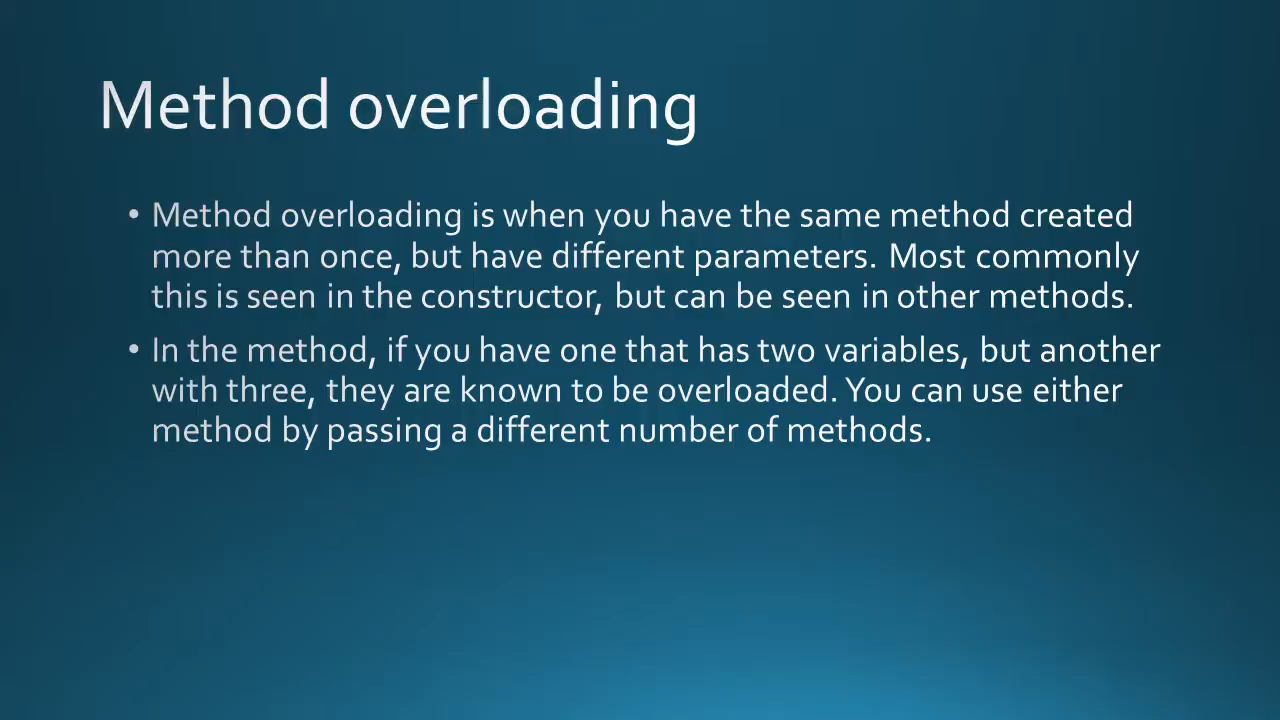 Method overloading
• Method overloading is when you have the same method created
more than once, but have different parameters. Most commonly
this is seen in the constructor, but can be seen in other methods.
• In the method, if you have one that has two variables, but another
with three, they are known to be overloaded. You can use either
method by passing a different number of methods.